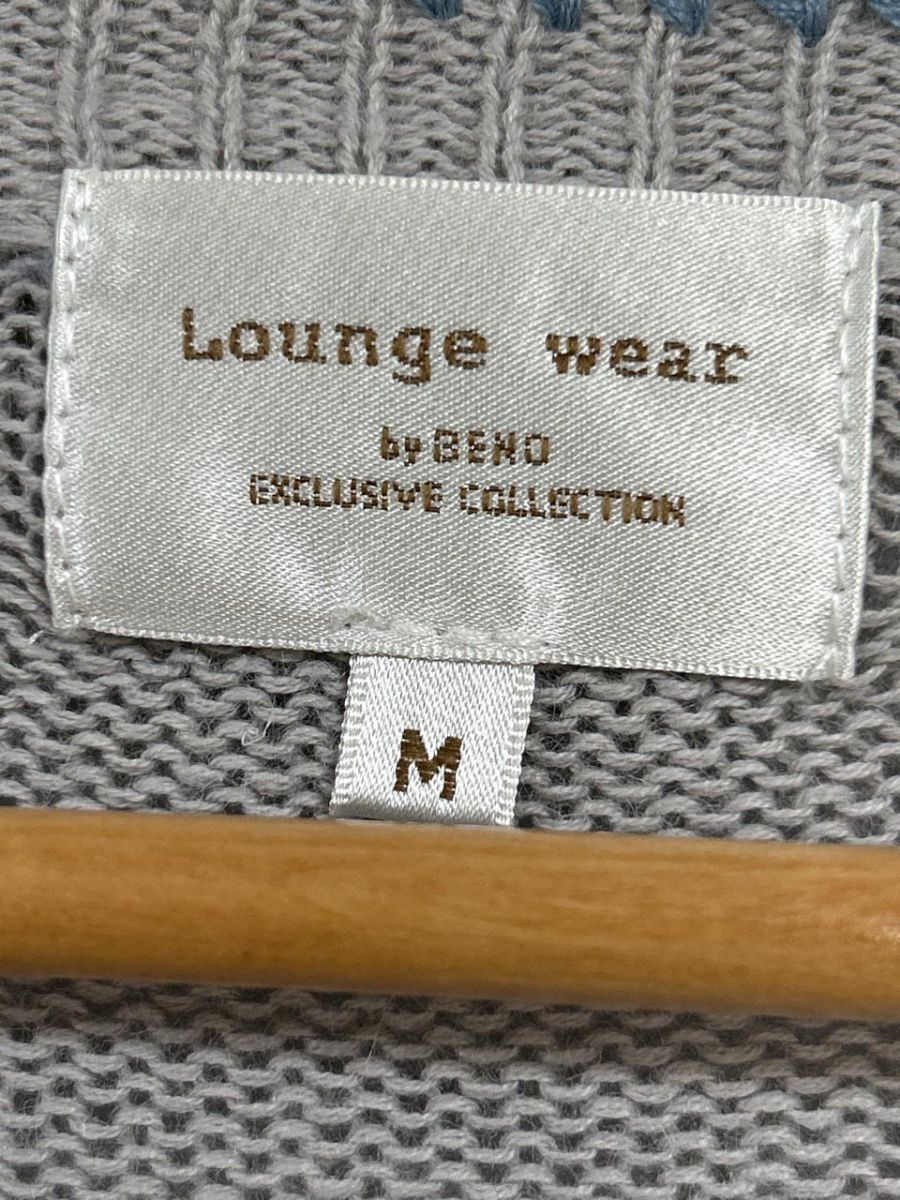 Lounge wear
by BENO
EXCLUSIVE COLLECTION
M